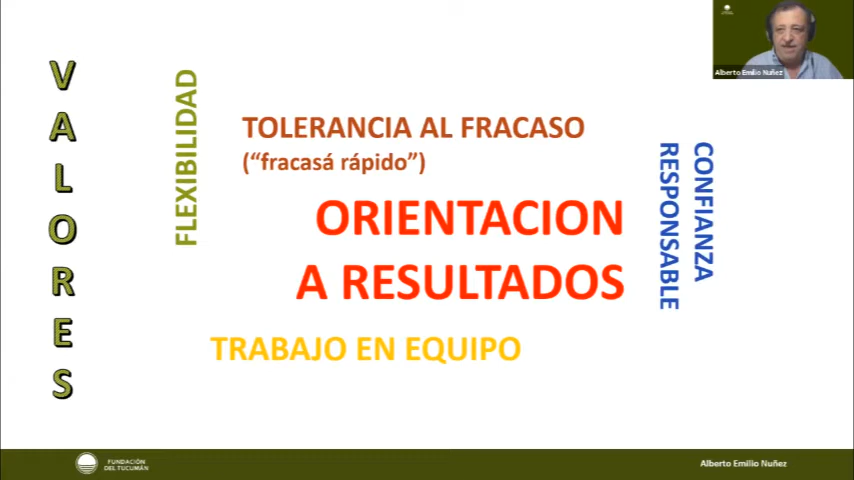 VALORES
FLEXIBILIDAD
TOLERANCIA AL FRACASO
(“fracasá rápido”)
ORIENTACION
A RESULTADOS
TRABAJO EN EQUIPO
CONFIANZA
RESPONSABLE
Alberto Emilio Nuñez
FUNDACIÓN
DEL TUCUMÁN
Alberto Emilio Nuñez